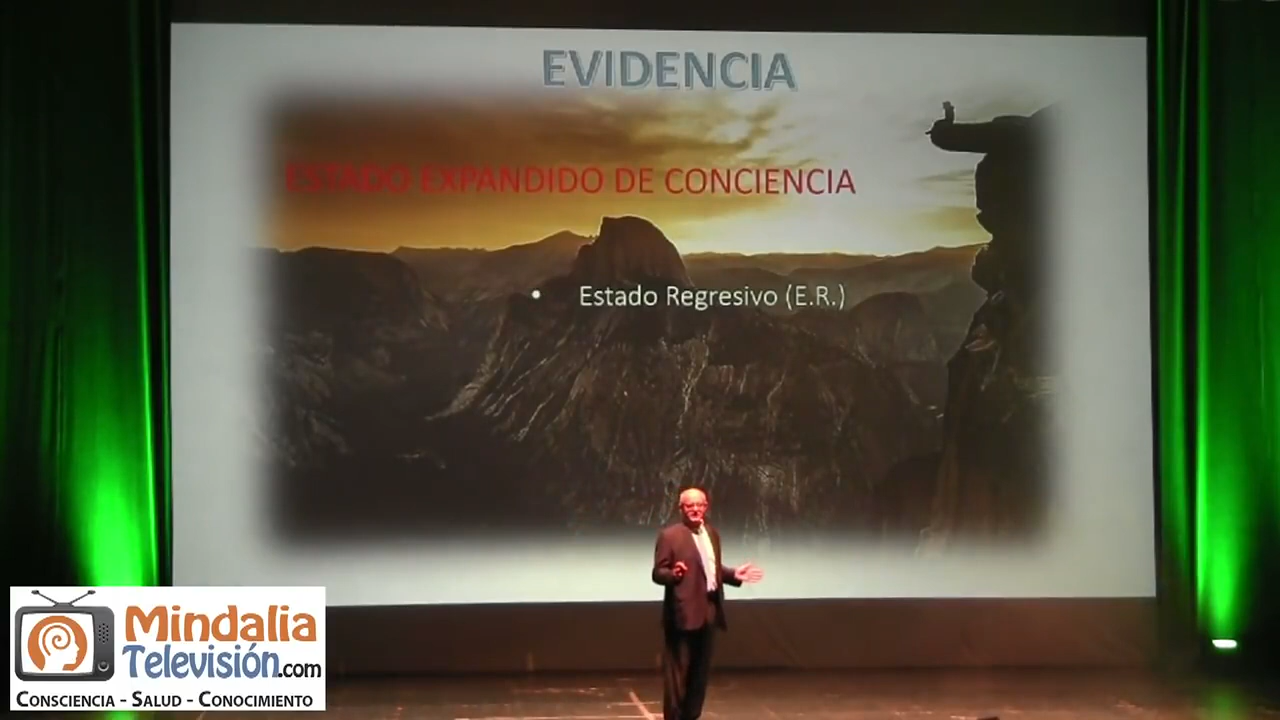 EVIDENCIA
ESTADO EXPANDIDO DE CONCIENCIA
• Estado Regresivo (E.R.)
Mindalia
Televisión.com
CONSCIENCIA - SALUD - CONOCIMIENTO